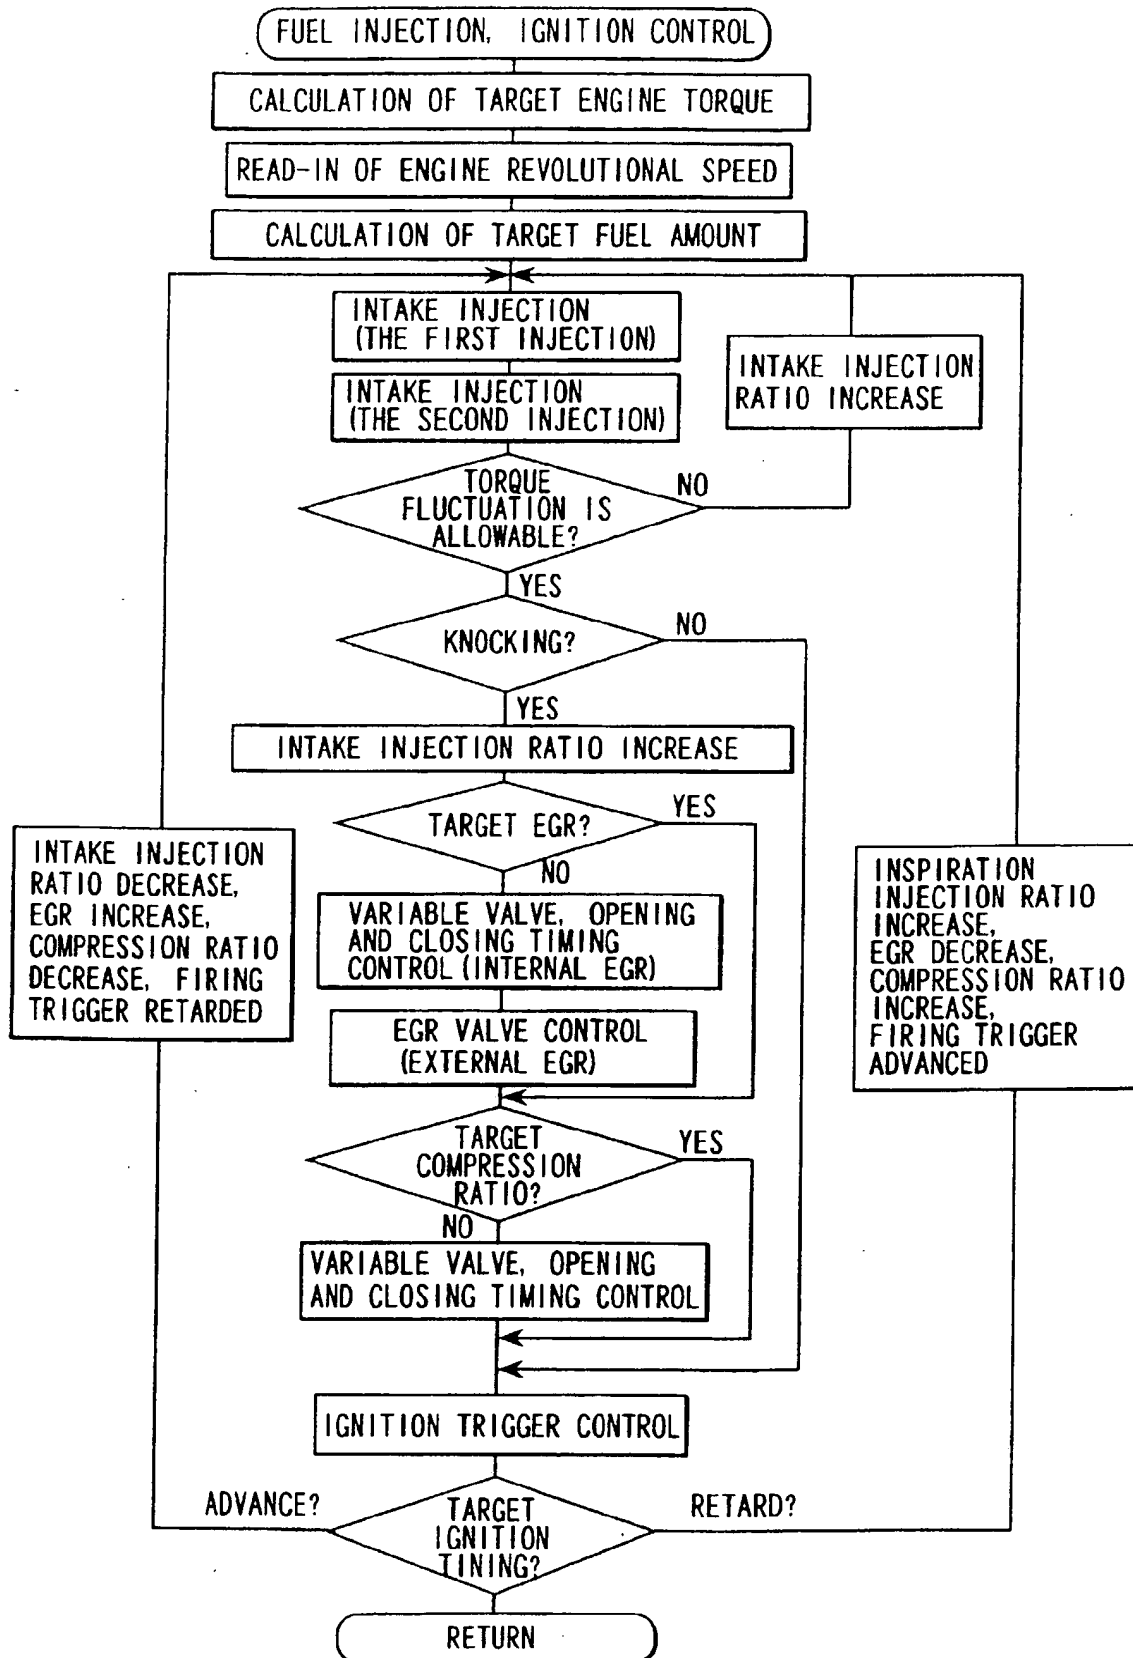 FUEL INJECTION, IGNITION CONTROL
CALCULATION OF TARGET ENGINE TORQUE
READ-IN OF ENGINE REVOLUTIONAL SPEED
CALCULATION OF TARGET FUEL AMOUNT
INTAKE INJECTION
(THE FIRST INJECTION)
INTAKE INJECTION
RATIO INCREASE
INTAKE INJECTION
(THE SECOND INJECTION)
TORQUE
FLUCTUATION IS
ALLOWABLE?
NO
YES
KNOCKING?
NO
YES
INTAKE INJECTION RATIO INCREASE
TARGET EGR?
YES
NO
INTAKE INJECTION
RATIO DECREASE,
EGR INCREASE,
COMPRESSION RATIO
DECREASE, FIRING
TRIGGER RETARDED
VARIABLE VALVE, OPENING
AND CLOSING TIMING
CONTROL (INTERNAL EGR)
INSPIRATION
INJECTION RATIO
INCREASE,
EGR DECREASE,
COMPRESSION RATIO
INCREASE,
FIRING TRIGGER
ADVANCED
EGR VALVE CONTROL
(EXTERNAL EGR)
TARGET
COMPRESSION
RATIO?
YES
NO
VARIABLE VALVE, OPENING
AND CLOSING TIMING CONTROL
IGNITION TRIGGER CONTROL
ADVANCE?
TARGET
IGNITION
TINING?
RETARD?
RETURN